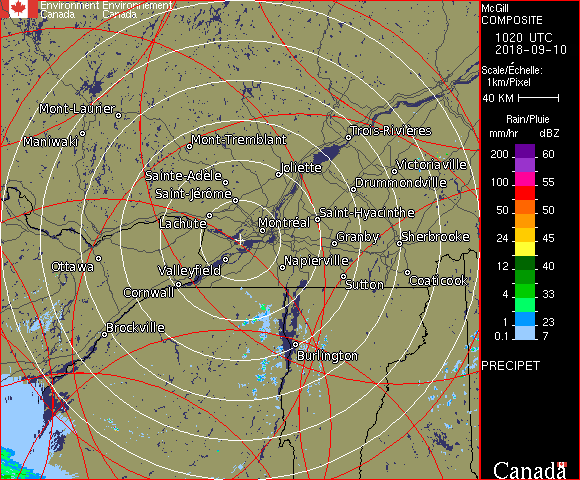 Environment Environnement
Canada Canada
McGill
COMPOSITE
1020 UTC
2018-09-10
Scale/Échelle:
1km/Pixel
40 KM
Rain/Pluie
mm/hr dBZ
200 60
55
100 55
50 50
24 45
12 40
4 33
1 23
0.1 7
PRECIPET
Canada
Mont-Laurier
Maniwaki
Mont-Tremblant
Trois-Rivières
Joliette
Victoriaville
Sainte-Adèle
Drummondville
Saint-Jérôme
Lachute
Saint-Hyacinthe
Montréal
Granby
Sherbrooke
Ottawa
Valleyfield
Napierville
Cornwall
Sutton
Coaticook
Brockville
Burlington